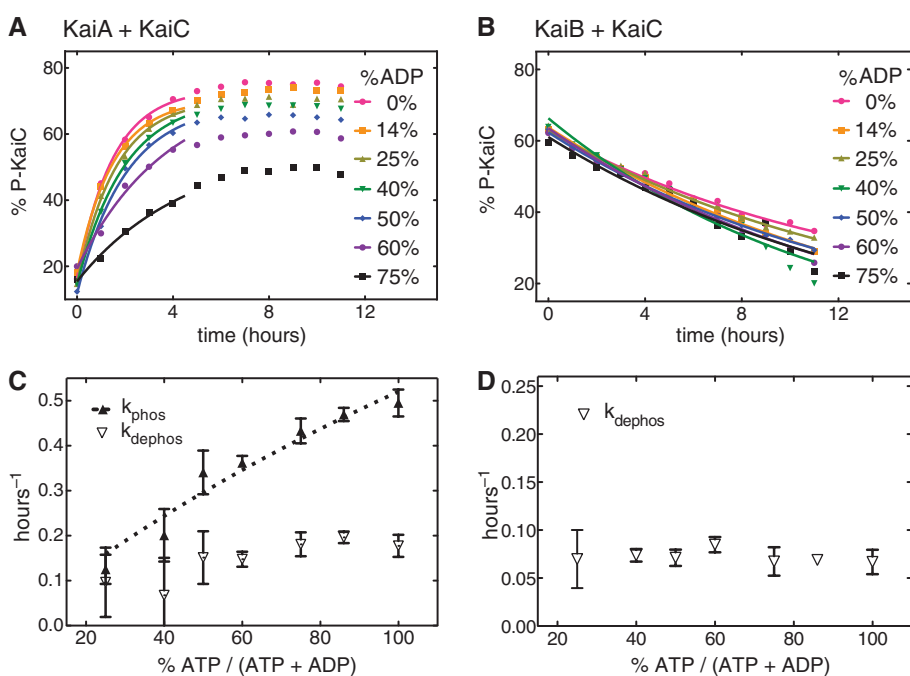 A KaiA + KaiC
80
60
40
20
% P-KaiC
0 4 8 12
time (hours)
%ADP
0%
14%
25%
40%
50%
60%
75%
B KaiB + KaiC
80
60
40
20
% P-KaiC
0 4 8 12
time (hours)
%ADP
0%
14%
25%
40%
50%
60%
75%
C
0.5
0.4
0.3
0.2
0.1
0.0
hours⁻¹
k phos
k dephos
20 40 60 80 100
% ATP / (ATP + ADP)
D
0.25
0.20
0.15
0.10
0.05
0.00
hours⁻¹
k dephos
20 40 60 80 100
% ATP / (ATP + ADP)